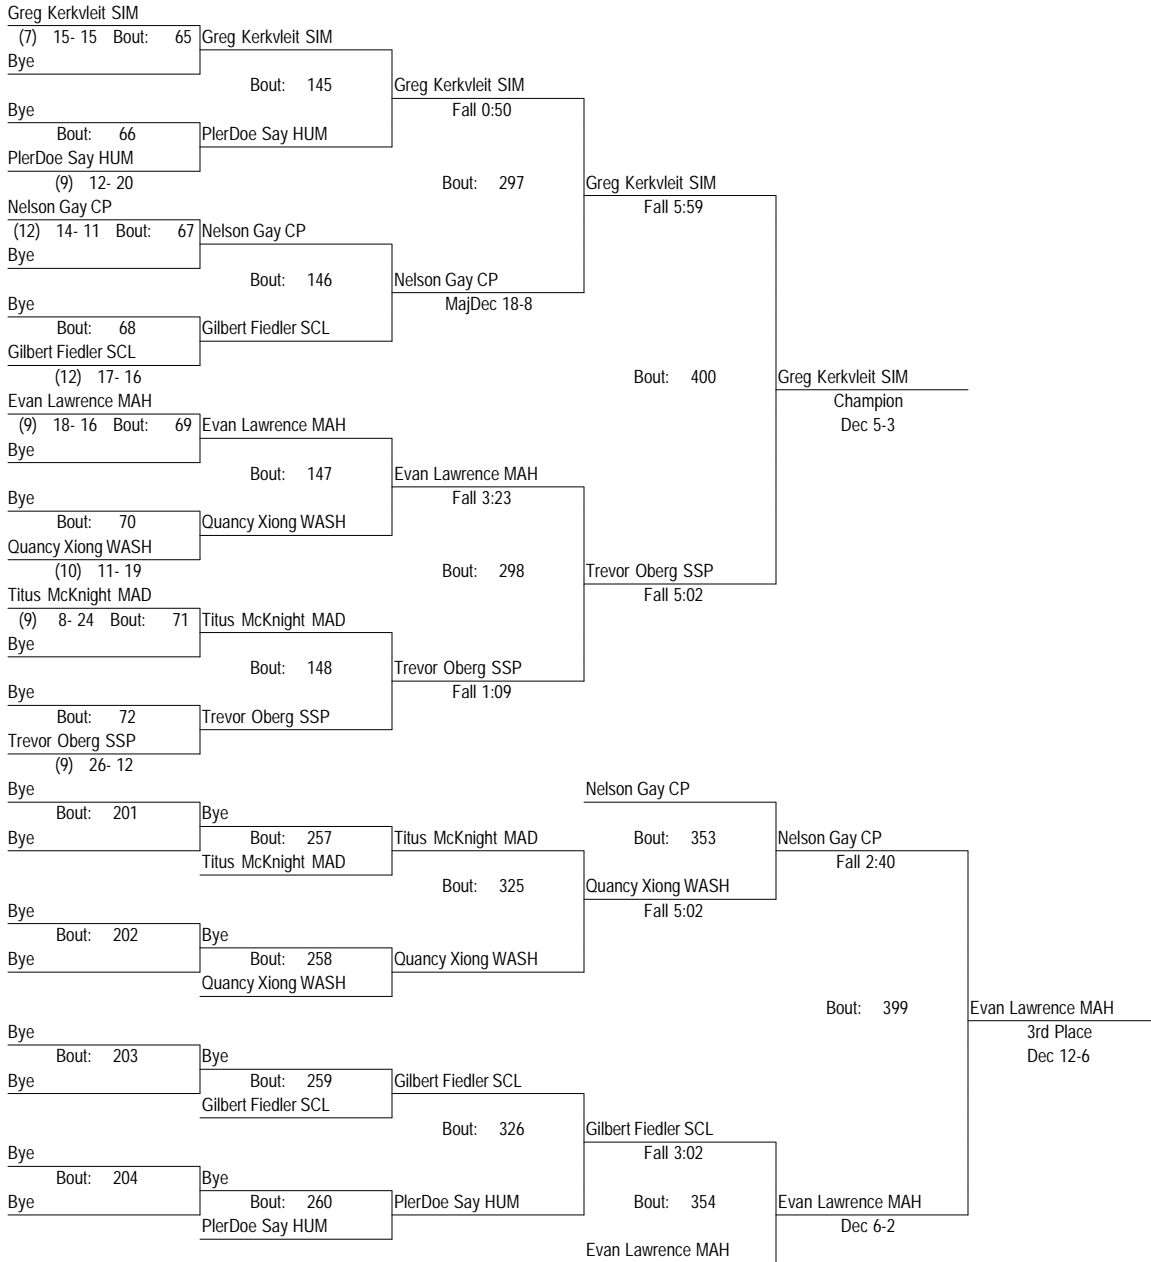 Greg Kerkvleit SIM
(7) 15- 15 Bout: 65 Greg Kerkvleit SIM
Bye
Bout: 145 Greg Kerkvleit SIM
Bye Fall 0:50
Bout: 66 PlerDoe Say HUM
PlerDoe Say HUM
(9) 12- 20 Bout: 297 Greg Kerkvleit SIM
Nelson Gay CP Fall 5:59
(12) 14- 11 Bout: 67 Nelson Gay CP
Bye
Bout: 146 Nelson Gay CP
Bye MajDec 18-8
Bout: 68 Gilbert Fiedler SCL
Gilbert Fiedler SCL
(12) 17- 16 Bout: 400 Greg Kerkvleit SIM
Evan Lawrence MAH Champion
(9) 18- 16 Bout: 69 Evan Lawrence MAH Dec 5-3
Bye
Bout: 147 Evan Lawrence MAH
Bye Fall 3:23
Bout: 70 Quancy Xiong WASH
Quancy Xiong WASH
(10) 11- 19 Bout: 298 Trevor Oberg SSP
Titus McKnight MAD Fall 5:02
(9) 8- 24 Bout: 71 Titus McKnight MAD
Bye
Bout: 148 Trevor Oberg SSP
Bye Fall 1:09
Bout: 72 Trevor Oberg SSP
Trevor Oberg SSP
(9) 26- 12
Bye Nelson Gay CP
Bout: 201 Bye
Bye Bout: 257 Titus McKnight MAD Bout: 353 Nelson Gay CP
Titus McKnight MAD Fall 2:40
Bout: 325 Quancy Xiong WASH
Bye Fall 5:02
Bout: 202 Bye
Bye Bout: 258 Quancy Xiong WASH
Quancy Xiong WASH
Bout: 399 Evan Lawrence MAH
Bye 3rd Place
Bout: 203 Bye Dec 12-6
Bye Bout: 259 Gilbert Fiedler SCL
Gilbert Fiedler SCL
Bout: 326 Gilbert Fiedler SCL
Bye Fall 3:02
Bout: 204 Bye
Bye Bout: 260 PlerDoe Say HUM Bout: 354 Evan Lawrence MAH
PlerDoe Say HUM Dec 6-2
Evan Lawrence MAH